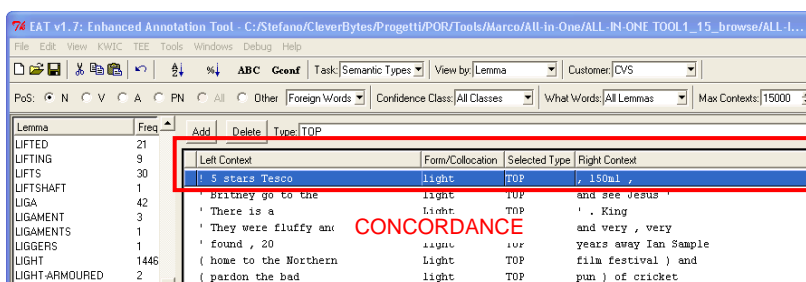 EAT v1.7: Enhanced Annotation Tool - C:/Stefano/CleverBytes/Progetti/POR/Tools/Marco/All-in-One/ALL-IN-ONE TOOL1_15_browse/ALL-I...
File Edit View KWIC TEE Tools Windows Debug Help
ABC Gconf Task: Semantic Types View by: Lemma Customer: CVS
PoS: N V A PN All Other Foreign Words Confidence Class: All Classes What Words: All Lemmas Max Contexts: 15000
Lemma Freq Add Delete Type: TOP
LIFTED 21
Left Context Form/Collocation Selected Type Right Context
LIFTING 9
LIFTS 30 ! 5 stars Tesco light TOP , 150ml ,
LIFTSHAFT 1 ' Britney go to the light TOP and see Jesus '
LIGA 42
LIGAMENT 3 ' There is a Light TOP ' . King
LIGAMENTS 1 ' They were fluffy and CONCORDANCE and very , very
LIGGERS 1 ' found , 20 light TOP years away Ian Sample
LIGHT 1446 ( home to the Northern Light TOP film festival ) and
LIGHT-ARMOURED 2 ( pardon the bad light TOP pun ) of cricket